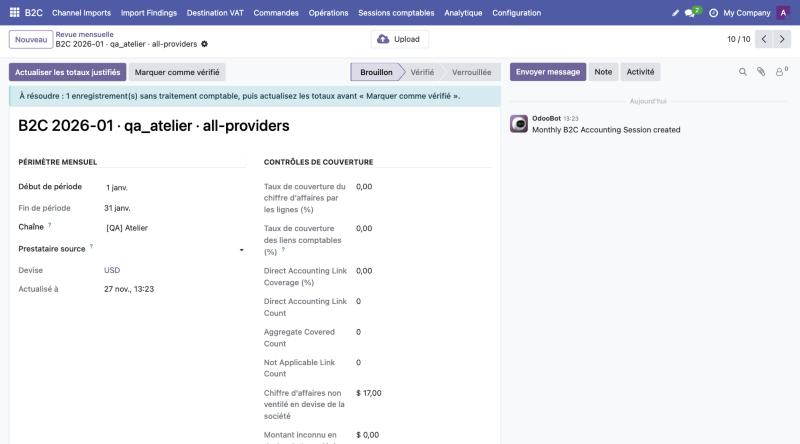 B2C Channel Imports Import Findings Destination VAT Commandes Opérations Sessions comptables Analytique Configuration 2 My Company A
Nouveau
Revue mensuelle
B2C 2026-01 · qa_atelier · all-providers
Upload
10 / 10
Actualiser les totaux justifiés
Marquer comme vérifié
Brouillon
Vérifié
Verrouillée
Envoyer message
Note
Activité
0
À résoudre : 1 enregistrement(s) sans traitement comptable, puis actualisez les totaux avant « Marquer comme vérifié ».
B2C 2026-01 · qa_atelier · all-providers
PÉRIMÈTRE MENSUEL
Début de période 1 janv.
Fin de période 31 janv.
Chaîne ? [QA] Atelier
Prestataire source ?
Devise USD
Actualisé à 27 nov., 13:23
CONTRÔLES DE COUVERTURE
Taux de couverture du 0,00
chiffre d'affaires par
les lignes (%)
Taux de couverture 0,00
des liens comptables
(%) ?
Direct Accounting Link 0,00
Coverage (%)
Direct Accounting Link 0
Count
Aggregate Covered 0
Count
Not Applicable Link 0
Count
Chiffre d'affaires non $ 17,00
ventilé en devise de la
société
Montant inconnu en $ 0,00
Aujourd'hui
OdooBot 13:23
Monthly B2C Accounting Session created